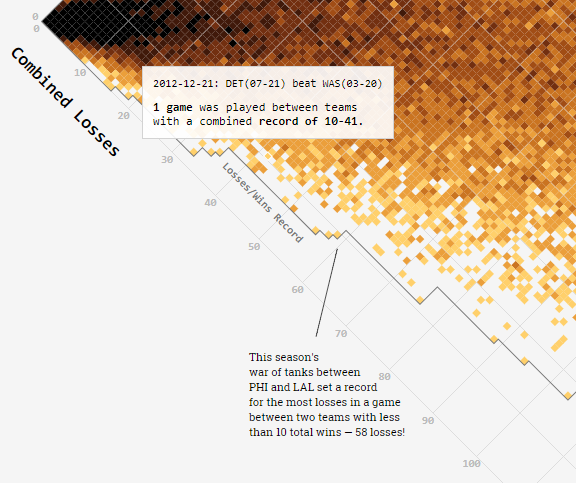 0
0
Combined Losses
10
2012-12-21: DET(07-21) beat WAS(03-20)
1 game was played between teams
with a combined record of 10-41.
20
30
Losses/Wins Record
40
50
60
70
This season's
war of tanks between
PHI and LAL set a record
for the most losses in a game
between two teams with less
than 10 total wins — 58 losses!
80
90
100